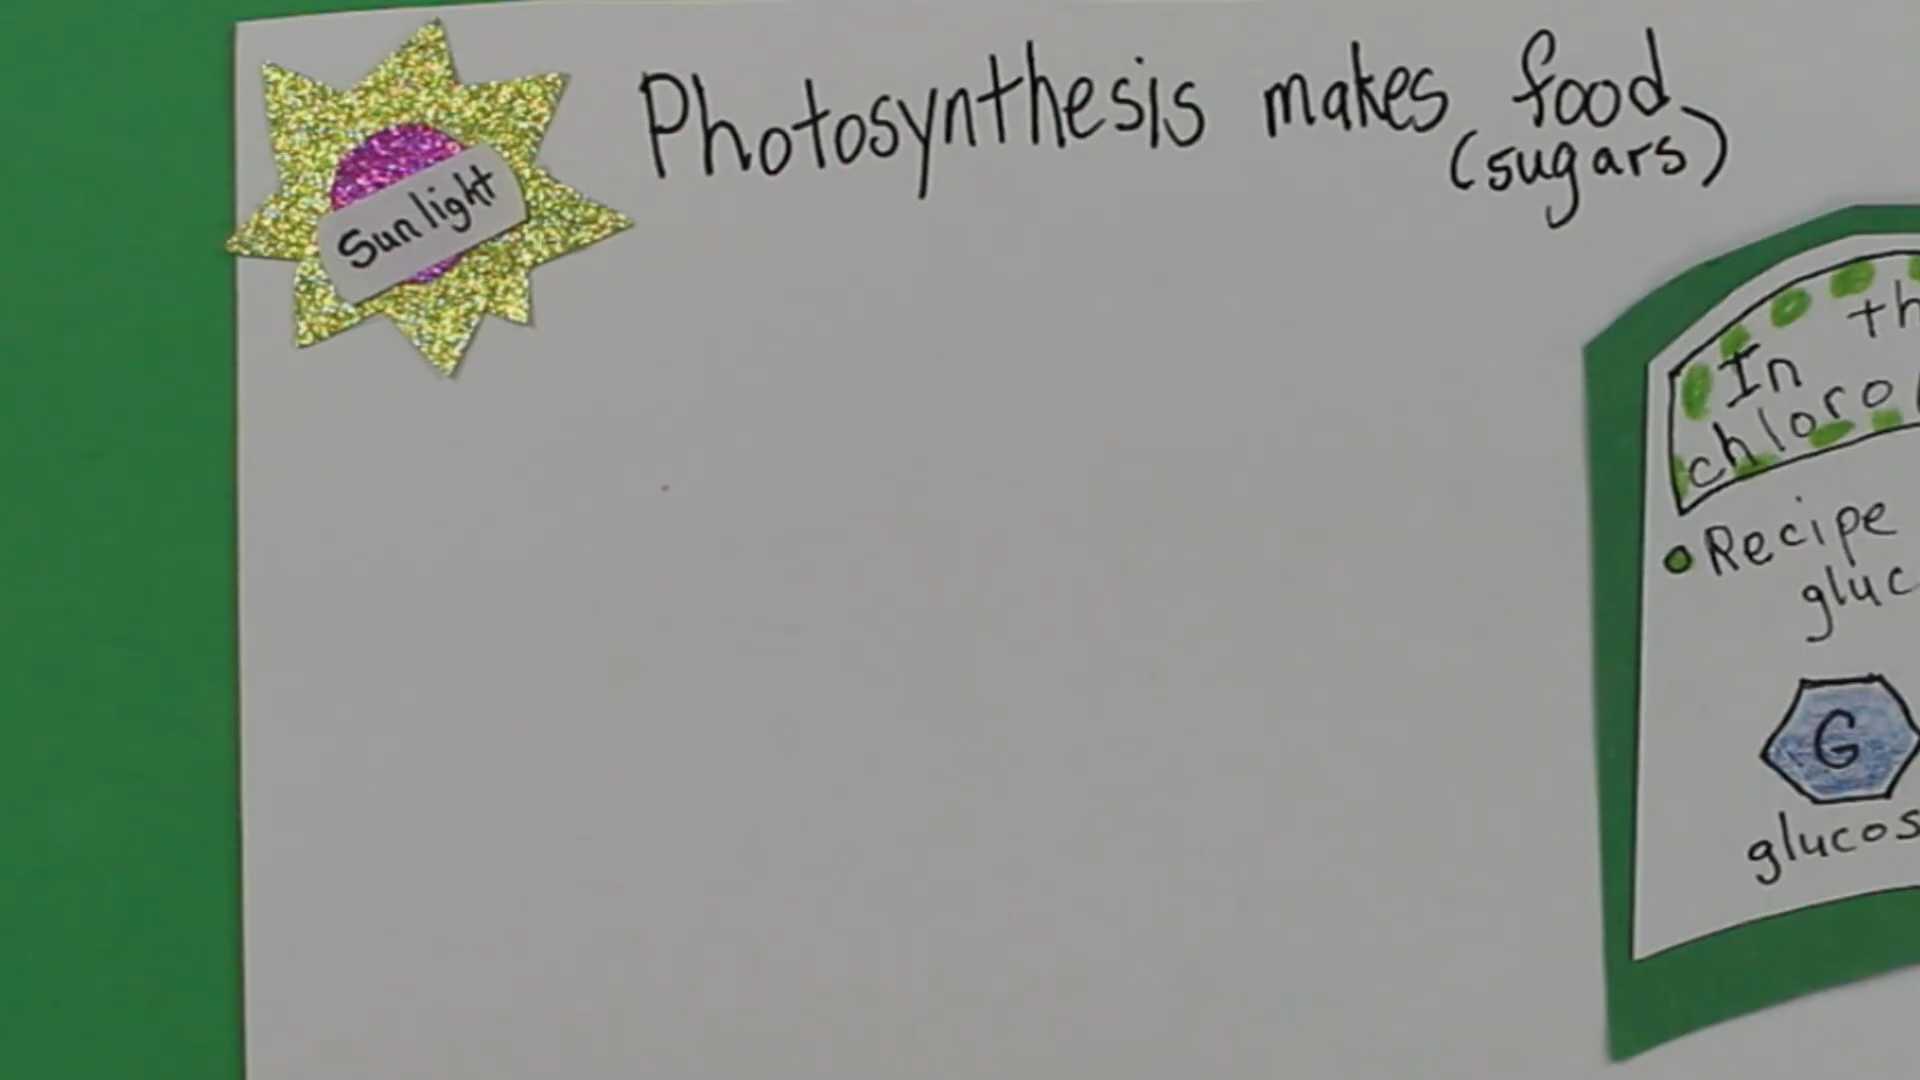 Photosynthesis makes food
(sugars)
Sunlight
In th
chloro
Recipe
gluc
G
glucos